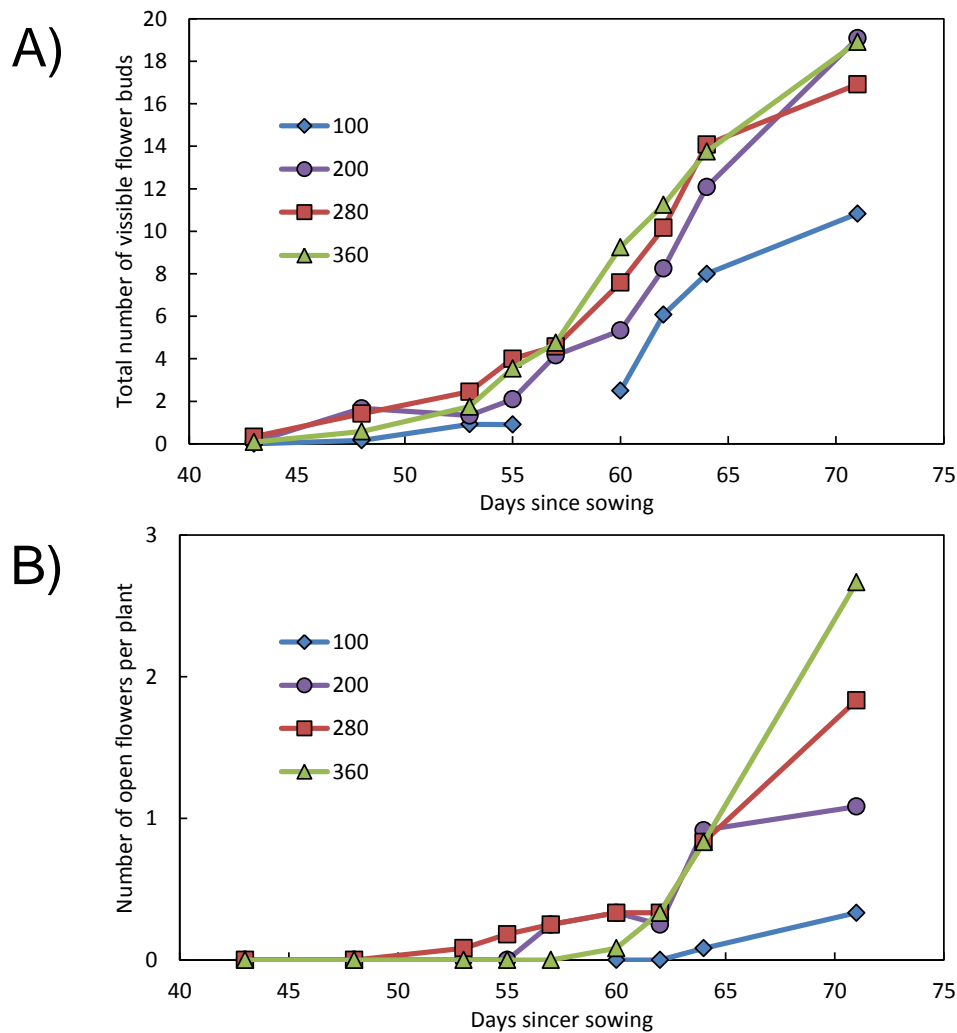 A)
Total number of vissible flower buds
20
18
16
14
12
10
8
6
4
2
0
100
200
280
360
40 45 50 55 60 65 70 75
Days since sowing
B)
Number of open flowers per plant
3
2
1
0
100
200
280
360
40 45 50 55 60 65 70 75
Days sincer sowing